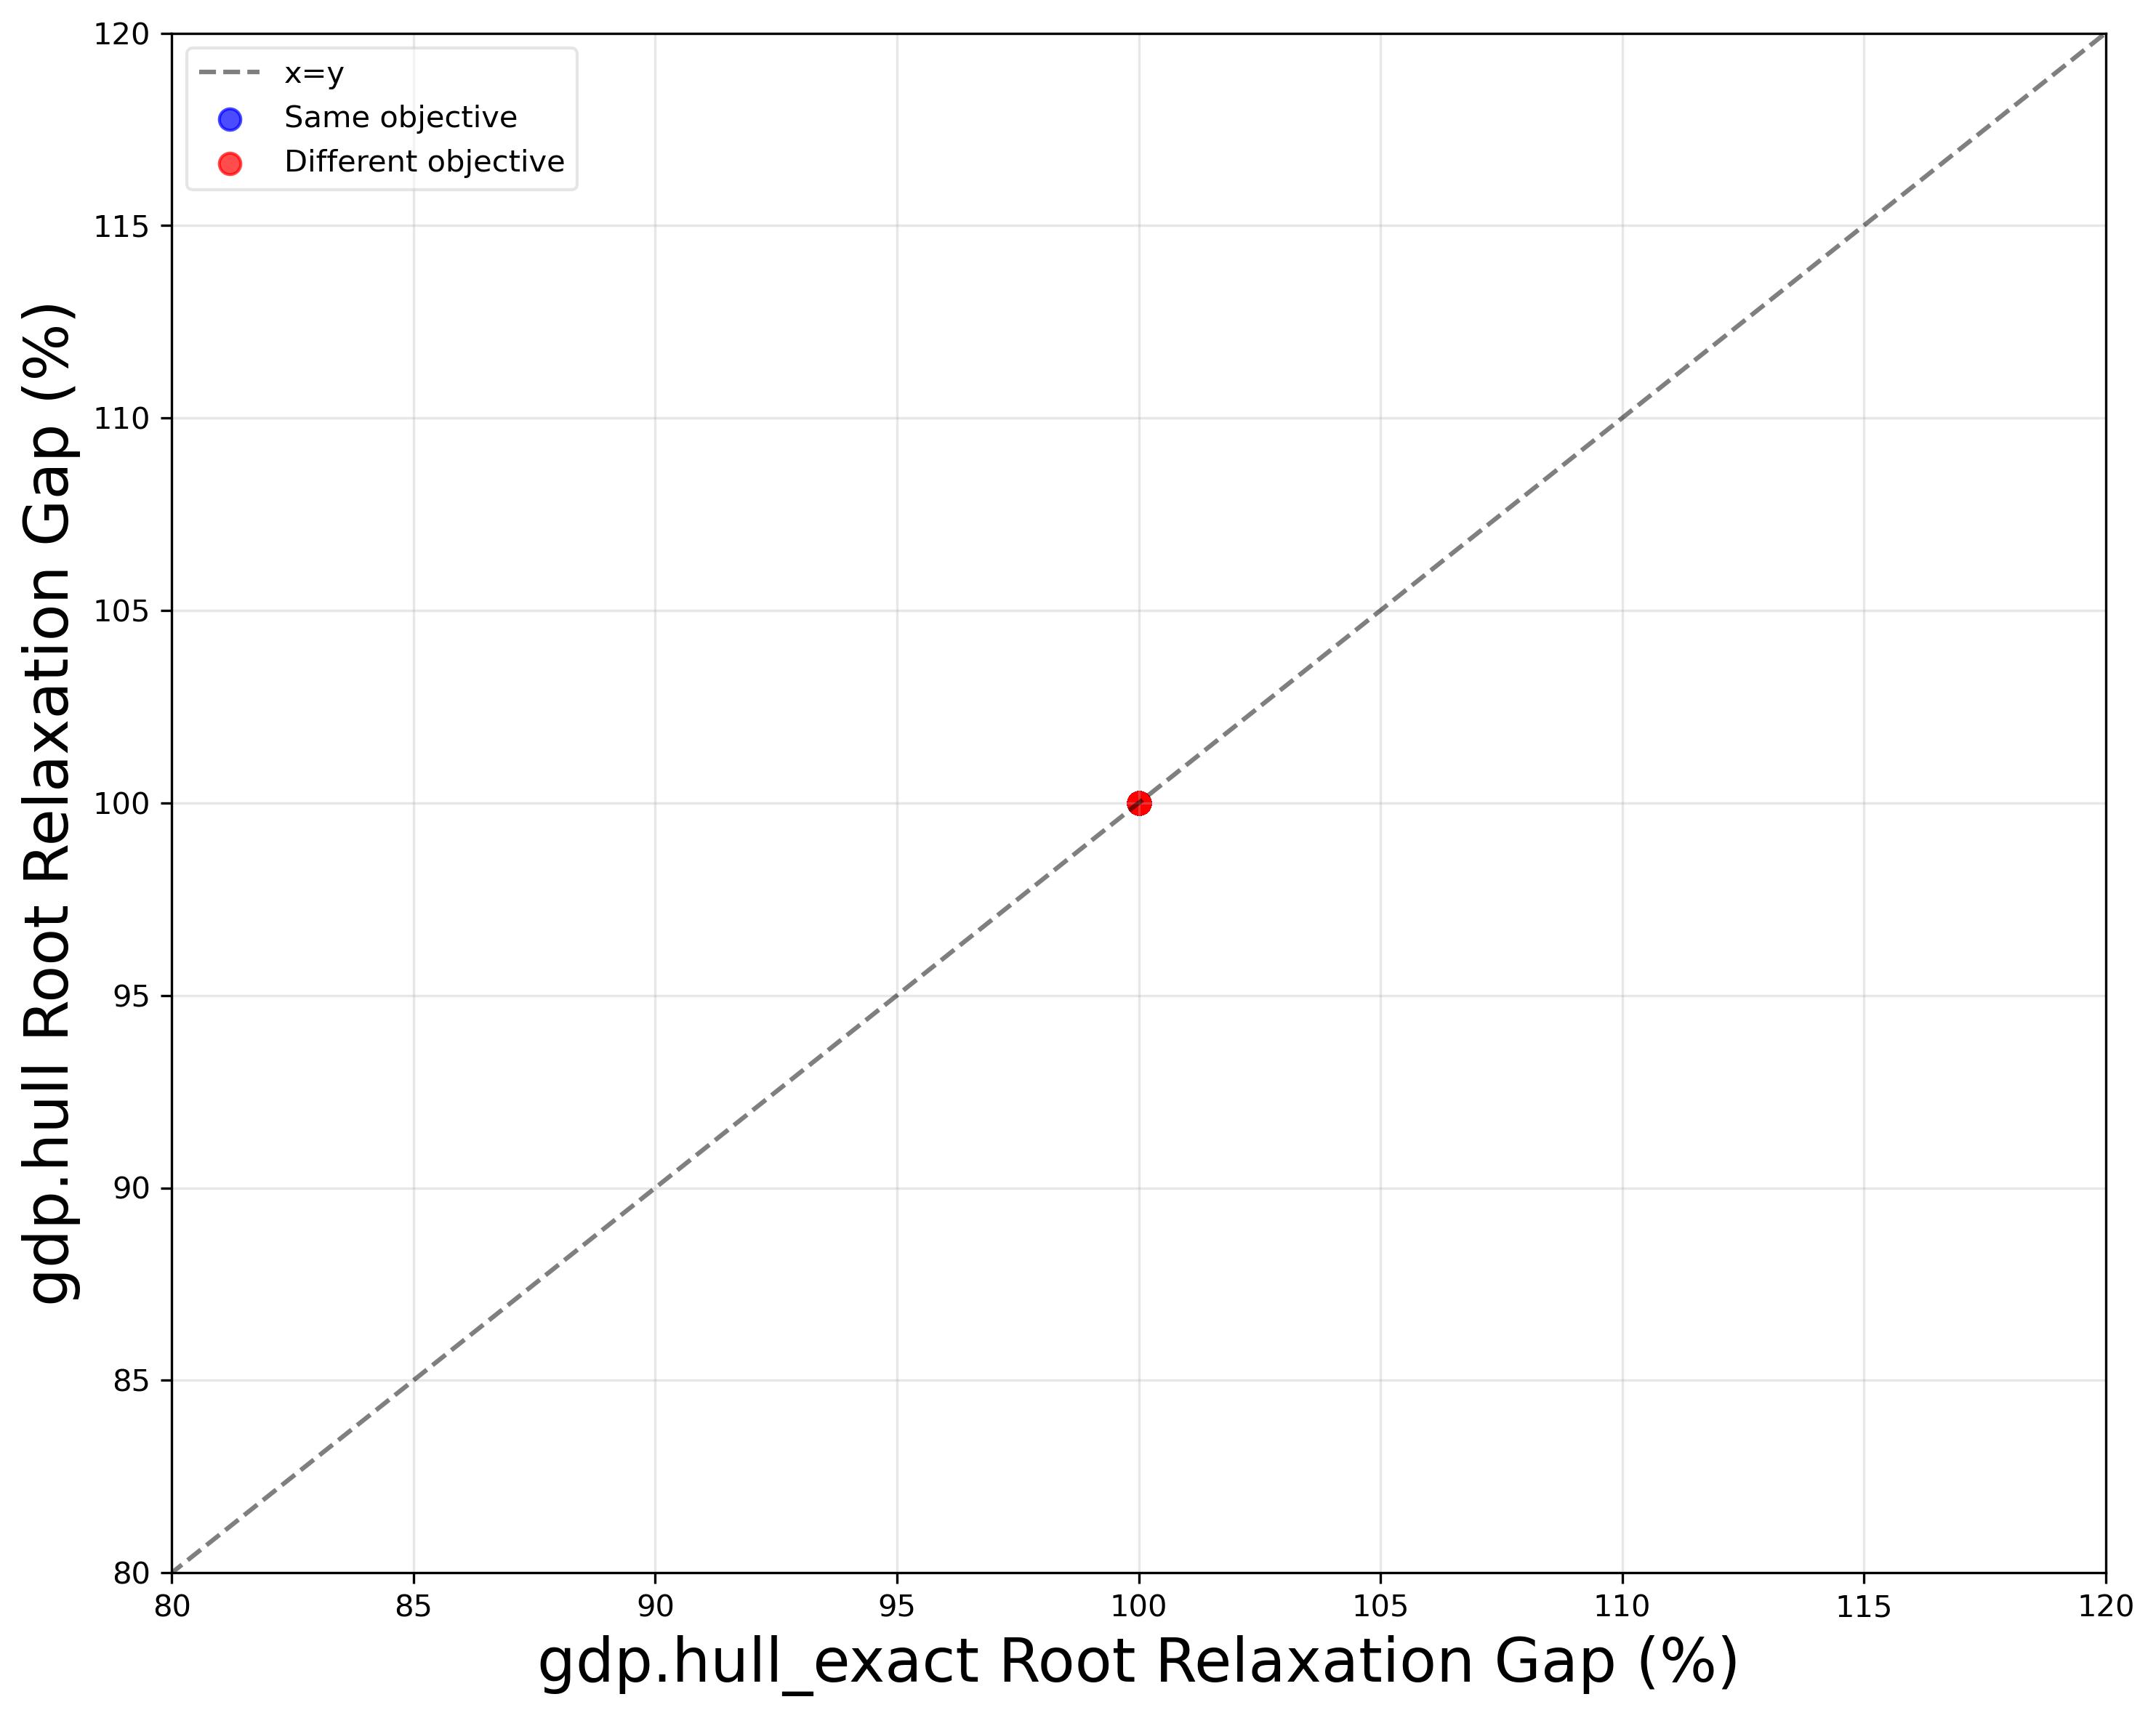 x=y
Same objective
Different objective
gdp.hull Root Relaxation Gap (%)
120
115
110
105
100
95
90
85
80
80 85 90 95 100 105 110 115 120
gdp.hull_exact Root Relaxation Gap (%)